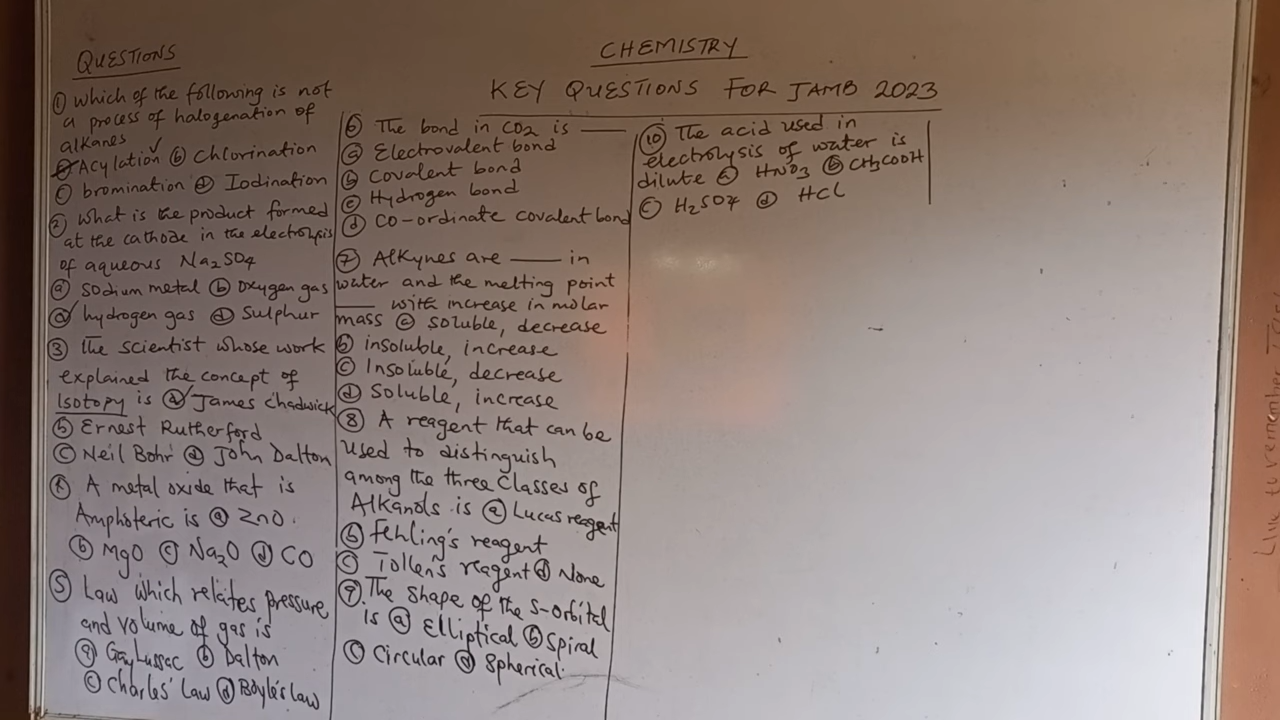 QUESTIONS
CHEMISTRY
KEY QUESTIONS FOR JAMB 2023
① which of the following is not
a process of halogenation of
alkanes
ⓐ Acylation ✓ ⓑ Chlorination
ⓒ bromination ⓓ Iodination
② what is the product formed
at the cathode in the electrolysis
of aqueous Na2SO4
ⓐ Sodium metal ⓑ Oxygen gas
ⓒ hydrogen gas ⓓ Sulphur
③ The scientist whose work
explained the concept of
Isotopy is ⓐ James Chadwick
ⓑ Ernest Rutherford
ⓒ Neil Bohr ⓓ John Dalton
④ A metal oxide that is
Amphoteric is ⓐ ZnO.
ⓑ MgO ⓒ Na2O ⓓ CO
⑤ Law which relates pressure
and volume of gas is
ⓐ Gay Lussac ⓑ Dalton
ⓒ Charles' Law ⓓ Boyle's Law
⑥ The bond in CO2 is ___
ⓐ Electrovalent bond
ⓑ Covalent bond
ⓒ Hydrogen bond
ⓓ CO-ordinate covalent bond
⑦ Alkynes are ___ in
water and the melting point
___ with increase in molar
mass ⓐ soluble, decrease
ⓑ insoluble, increase
ⓒ Insoluble, decrease
ⓓ Soluble, increase
⑧ A reagent that can be
used to distinguish
among the three classes of
Alkanols is ⓐ Lucas reagent
ⓑ Fehling's reagent
ⓒ Tollen's reagent ⓓ None
⑨ The shape of the s-orbital
is ⓐ Elliptical ⓑ Spiral
ⓒ Circular ⓓ Spherical
⑩ The acid used in
electrolysis of water is
dilute ⓐ HNO3 ⓑ CH3COOH
ⓒ H2SO4 ⓓ HCl